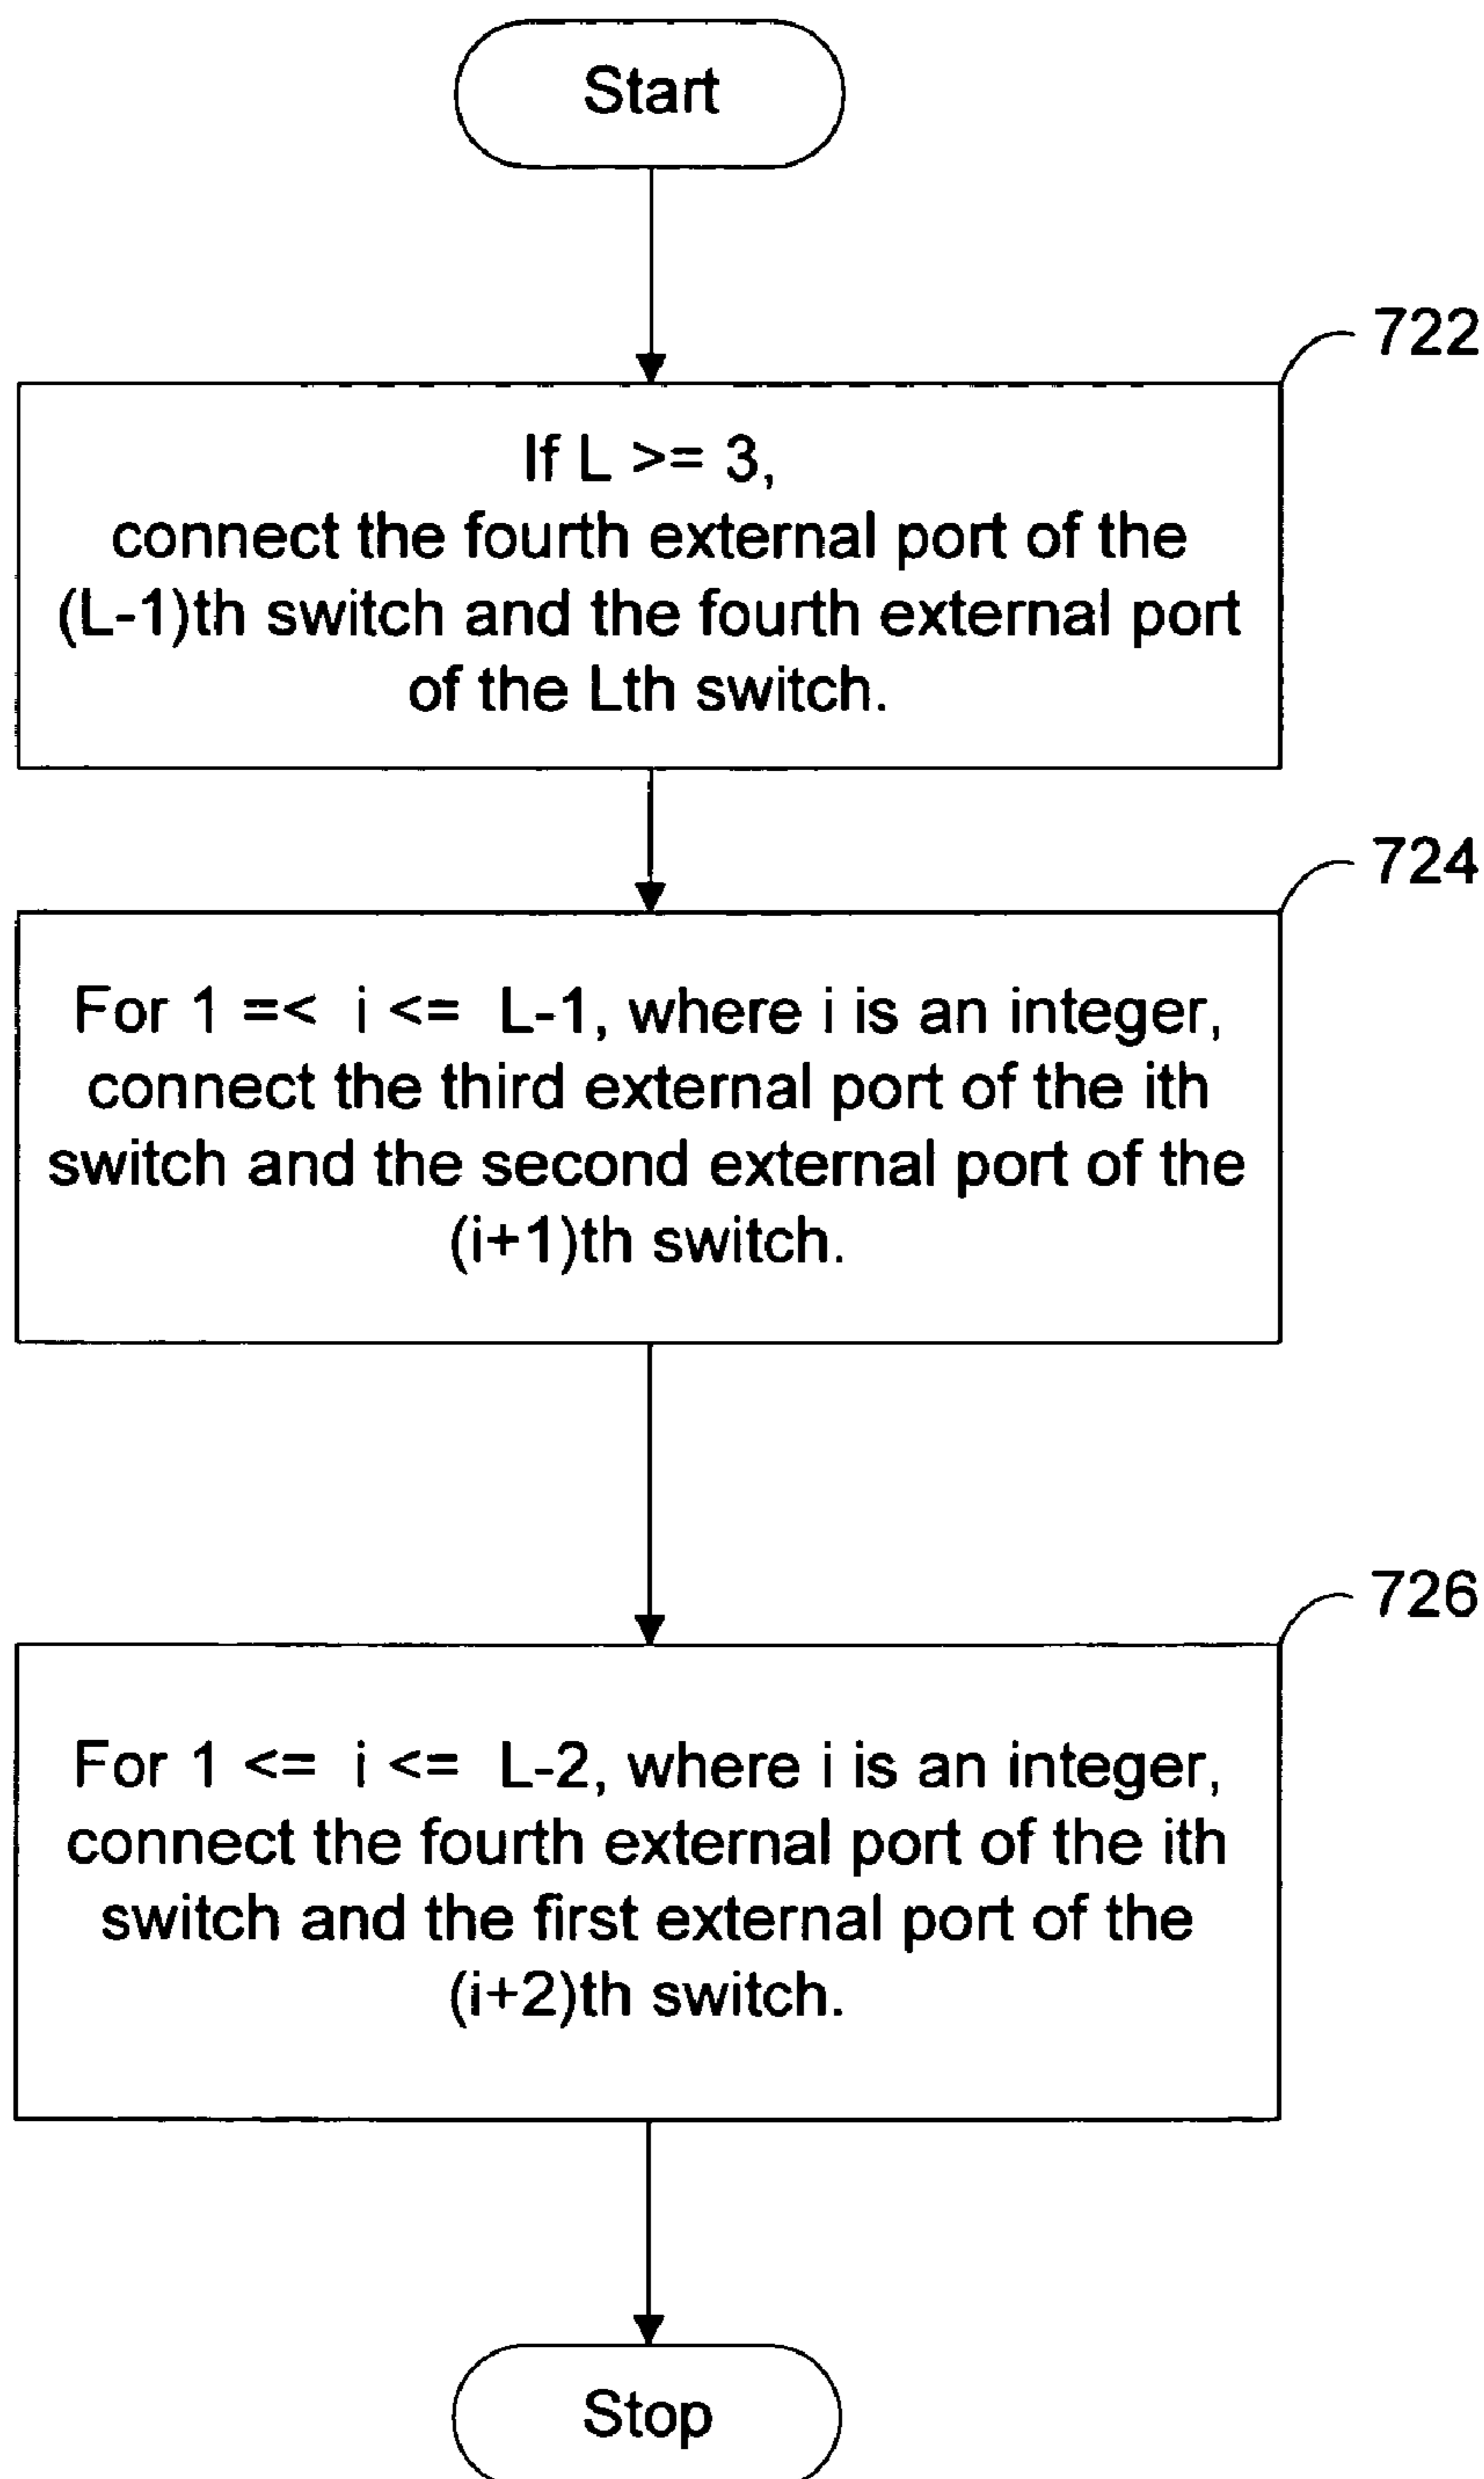 Start
722
If L >= 3,
connect the fourth external port of the
(L-1)th switch and the fourth external port
of the Lth switch.
724
For 1 =< i <= L-1, where i is an integer,
connect the third external port of the ith
switch and the second external port of the
(i+1)th switch.
726
For 1 <= i <= L-2, where i is an integer,
connect the fourth external port of the ith
switch and the first external port of the
(i+2)th switch.
Stop